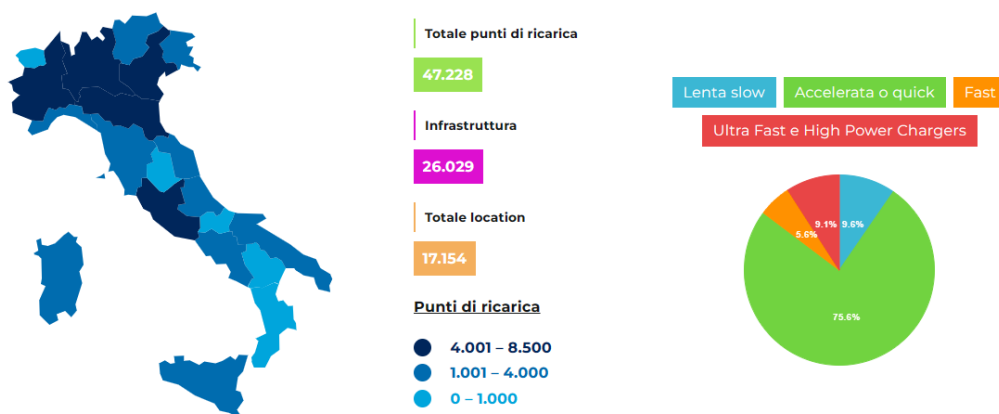 Totale punti di ricarica
47.228
Infrastruttura
26.029
Totale location
17.154
Punti di ricarica
4.001 – 8.500
1.001 – 4.000
0 – 1.000
Lenta slow
Accelerata o quick
Fast
Ultra Fast e High Power Chargers
9.1%
9.6%
5.6%
75.6%